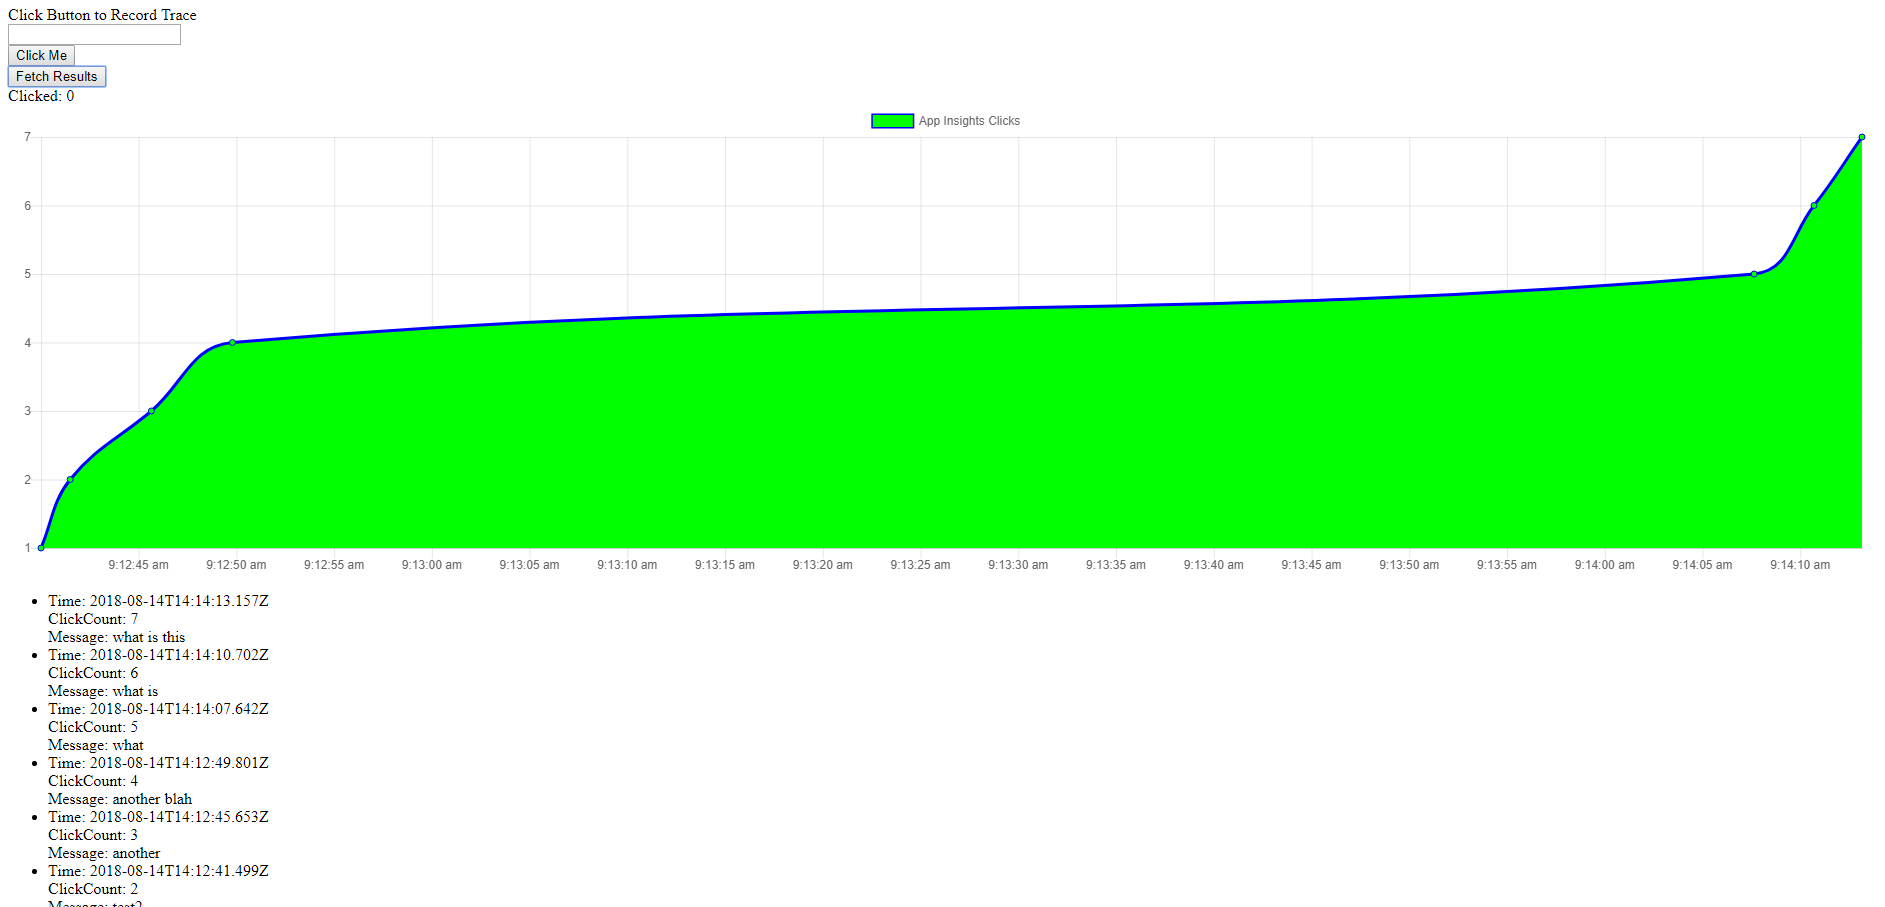 Click Button to Record Trace
Click Me
Fetch Results
Clicked: 0
App Insights Clicks
7
6
5
4
3
2
1
9:12:45 am 9:12:50 am 9:12:55 am 9:13:00 am 9:13:05 am 9:13:10 am 9:13:15 am 9:13:20 am 9:13:25 am 9:13:30 am 9:13:35 am 9:13:40 am 9:13:45 am 9:13:50 am 9:13:55 am 9:14:00 am 9:14:05 am 9:14:10 am
Time: 2018-08-14T14:14:13.157Z
ClickCount: 7
Message: what is this
Time: 2018-08-14T14:14:10.702Z
ClickCount: 6
Message: what is
Time: 2018-08-14T14:14:07.642Z
ClickCount: 5
Message: what
Time: 2018-08-14T14:12:49.801Z
ClickCount: 4
Message: another blah
Time: 2018-08-14T14:12:45.653Z
ClickCount: 3
Message: another
Time: 2018-08-14T14:12:41.499Z
ClickCount: 2
Message: test2